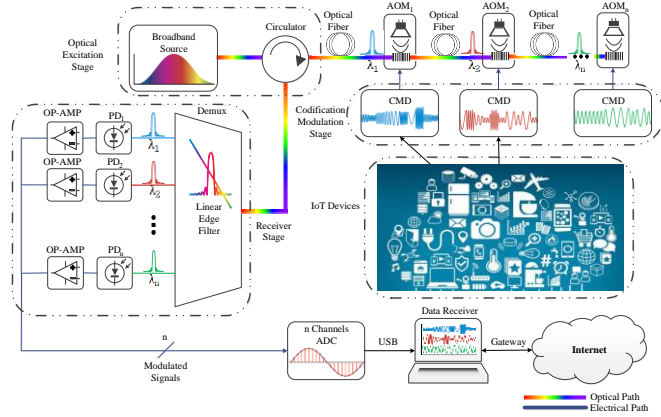 Optical
Excitation
Stage
Broadband
Source
Circulator
Optical
Fiber
λ1
AOM1
Optical
Fiber
λ2
AOM2
Optical
Fiber
λn
AOMn
Codification
Modulation
Stage
CMD
CMD
CMD
IoT Devices
OP-AMP
PD1
λ1
Demux
OP-AMP
PD2
λ2
OP-AMP
PDn
λn
Linear
Edge
Filter
Receiver
Stage
n
Modulated
Signals
n Channels
ADC
USB
Data Receiver
Gateway
Internet
Optical Path
Electrical Path